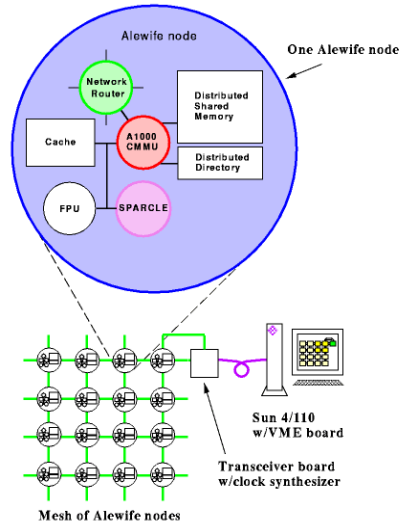 Alewife node
One Alewife node
Network
Router
Distributed
Shared
Memory
Cache
A1000
CMMU
Distributed
Directory
FPU
SPARCLE
Sun 4/110
w/VME board
Transceiver board
w/clock synthesizer
Mesh of Alewife nodes